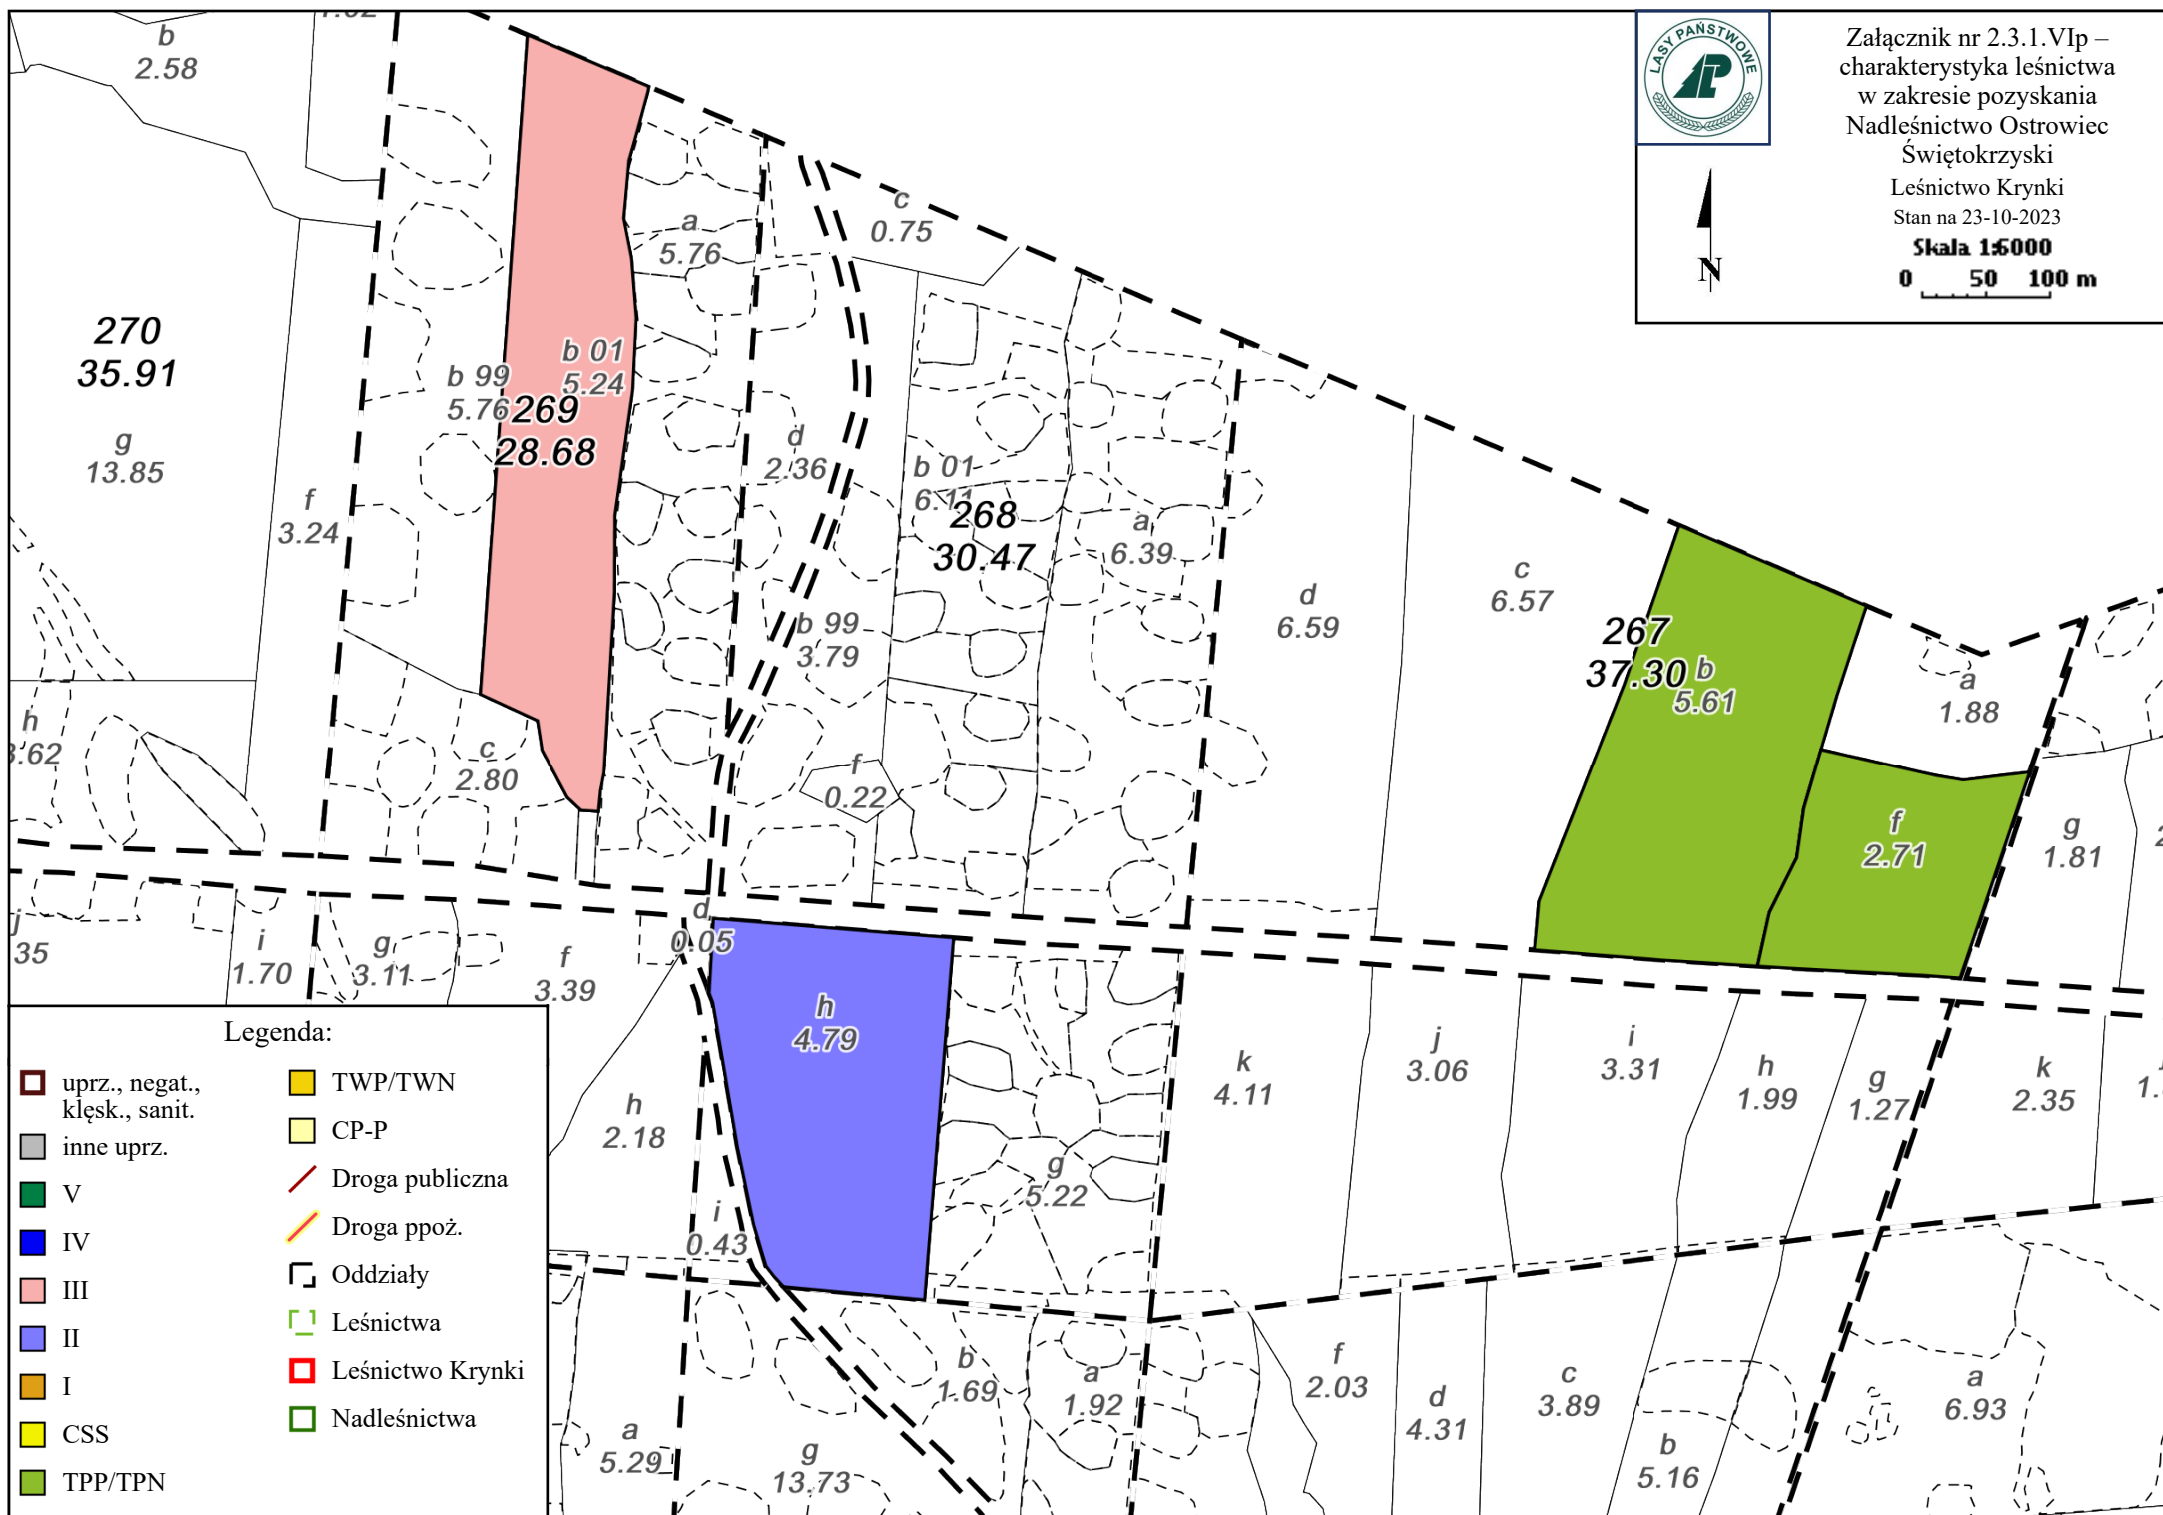 LASY PAŃSTWOWE
Załącznik nr 2.3.1.VIp –
charakterystyka leśnictwa
w zakresie pozyskania
Nadleśnictwo Ostrowiec
Świętokrzyski
Leśnictwo Krynki
Stan na 23-10-2023
Skala 1:6000
0 50 100 m
N
b
2.58
c
0.75
a
5.76
270
35.91
b 01
5.24
b 99
5.76
269
28.68
g
13.85
f
3.24
d
2.36
b 01
6.11
268
30.47
a
6.39
d
6.59
c
6.57
267
37.30
b
5.61
a
1.88
b 99
3.79
h
c
2.80
f
0.22
f
2.71
g
1.81
d
0.05
j
35
i
1.70
g
3.11
f
3.39
h
4.79
k
4.11
j
3.06
i
3.31
h
1.99
g
1.27
k
2.35
h
2.18
g
5.22
i
0.43
b
1.69
a
1.92
f
2.03
d
4.31
c
3.89
a
6.93
a
5.29
g
13.73
b
5.16
Legenda:
uprz., negat.,
klęsk., sanit.
inne uprz.
V
IV
III
II
I
CSS
TPP/TPN
TWP/TWN
CP-P
Droga publiczna
Droga ppoż.
Oddziały
Leśnictwa
Leśnictwo Krynki
Nadleśnictwa